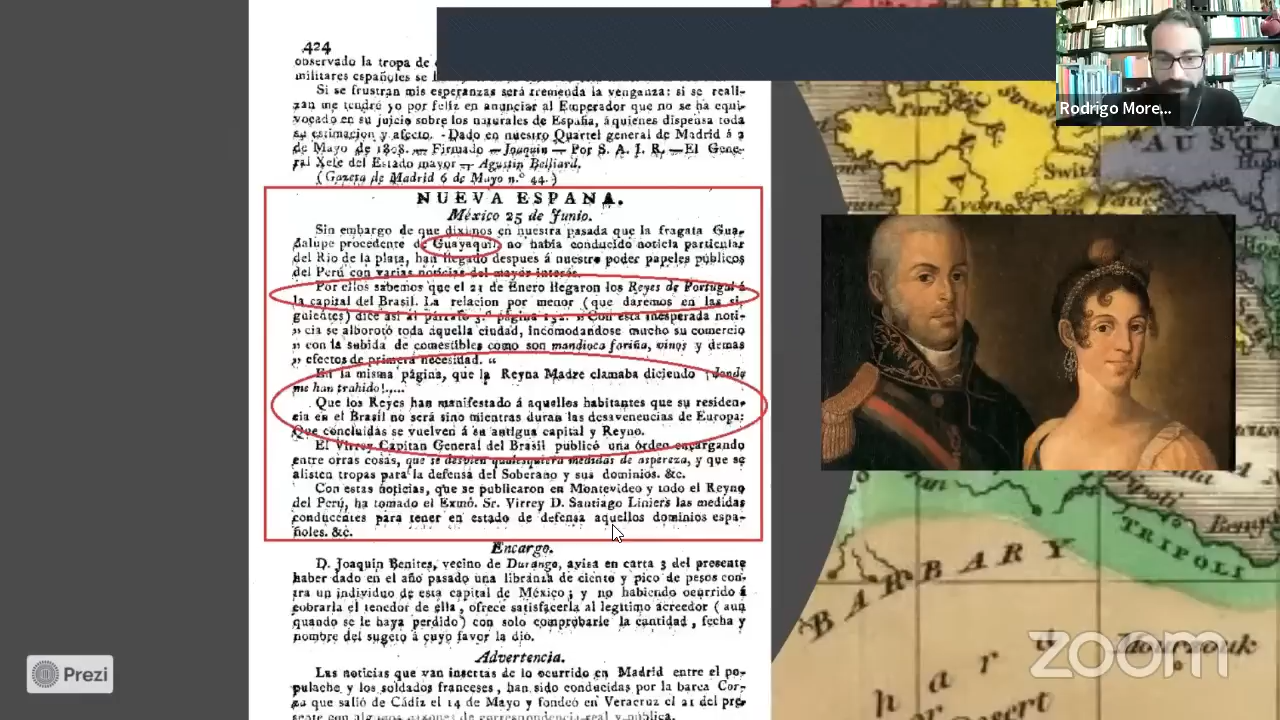 424
observado la tropa de
militares españoles se
Si se frustran mis esperanzas será tremenda la venganza: si se reali-
zan me tendré yo por feliz en anunciar al Emperador que no se ha equi-
vocado en su juicio sobre los naturales de España, á quienes dispensa toda
su estimacion y afecto. - Dado en nuestro Quartel general de Madrid á 2
de Mayo de 1808. — Firmado — Joaquin — Por S. A. I. R. — El Gene-
ral Xefe del Estado mayor — Agustin Belliard.
(Gazeta de Madrid 6 de Mayo n.° 44.)
NUEVA ESPANA.
México 25 de Junio.
Sin embargo de que diximos en nuestra pasada que la fragata Gua-
dalupe procedente de Guayaquil no habia conducido noticia particular
del Rio de la plata, han llegado despues á nuestro poder papeles públicos
del Perú con varias noticias del mayor interés.
Por ellos sabemos que el 21 de Enero llegaron los Reyes de Portugal á
la capital del Brasil. La relacion por menor (que daremos en las si-
guientes) dice asi al parrafo 3.° página 152. „ Con esta inesperada noti-
„ cia se alborotó toda aquella ciudad, incomodandose mucho su comercio
„ con la subida de comestibles como son mandioca fariña, vinos y demas
„ efectos de primera necesidad. “
En la misma página, que la Reyna Madre clamaba diciendo ¡donde
me han trahido!.....
Que los Reyes han manifestado á aquellos habitantes que su residen-
cia en el Brasil no será sino mientras duran las desavenencias de Europa:
Que concluidas se vuelven á su antigua capital y Reyno.
El Virrey Capitan General del Brasil publicó una órden encargando
entre otras cosas, que se despren qualesquiera medidas de aspereza, y que se
alisten tropas para la defensa del Soberano y sus dominios. &c.
Con estas noticias, que se publicaron en Montevideo y todo el Reyno
del Perú, ha tomado el Exmô. Sr. Virrey D. Santiago Liniers las medidas
conducentes para tener en estado de defensa aquellos dominios espa-
ñoles. &c.
Encargo.
D. Joaquin Benites, vecino de Durango, avisa en carta 3 del presente
haber dado en el año pasado una libranza de ciento y pico de pesos con-
tra un individuo de esta capital de México; y no habiendo ocurrido á
cobrarla el tenedor de ella, ofrece satisfacerla al legitimo acreedor (aun
quando se le haya perdido) con solo comprobarle la cantidad, fecha y
nombre del sugeto á cuyo favor la dio.
Advertencia.
Las noticias que van insertas de lo ocurrido en Madrid entre el po-
pulacho y los soldados franceses, han sido conducidas por la barca Cor-
que salió de Cádiz el 14 de Mayo y fondeó en Veracruz el 21 del pre-
Rodrigo More...
Paris
Switz
Lyon
Venice
AUST
TRIPOLI
Tripoli
BARBARY
Mourzouk
Desert
Prezi
zoom